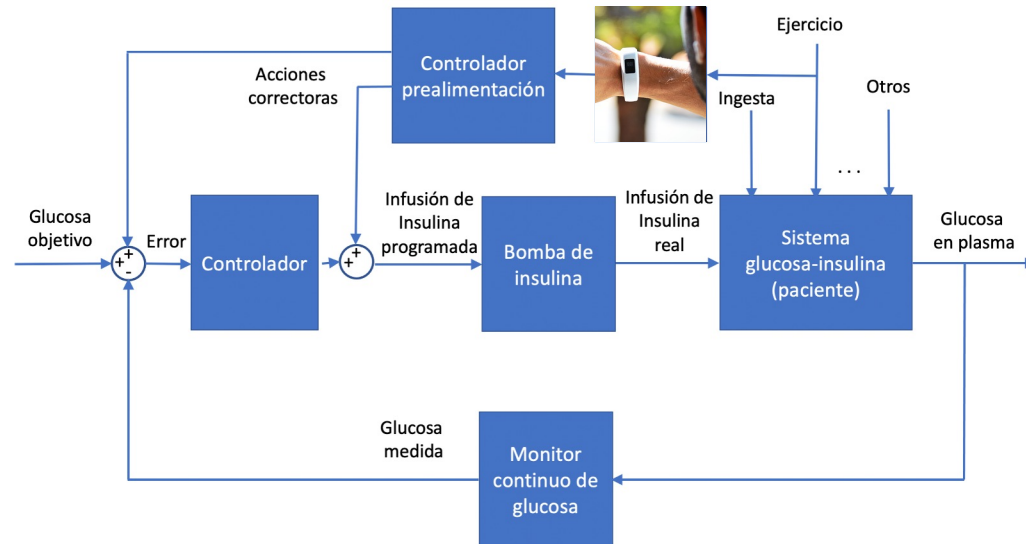 Ejercicio
Controlador
prealimentación
Acciones
correctoras
Ingesta
Otros
. . .
Glucosa
objetivo
+
+
-
Error
Controlador
+
+
Infusión de
Insulina
programada
Bomba de
insulina
Infusión de
Insulina
real
Sistema
glucosa-insulina
(paciente)
Glucosa
en plasma
Glucosa
medida
Monitor
continuo de
glucosa